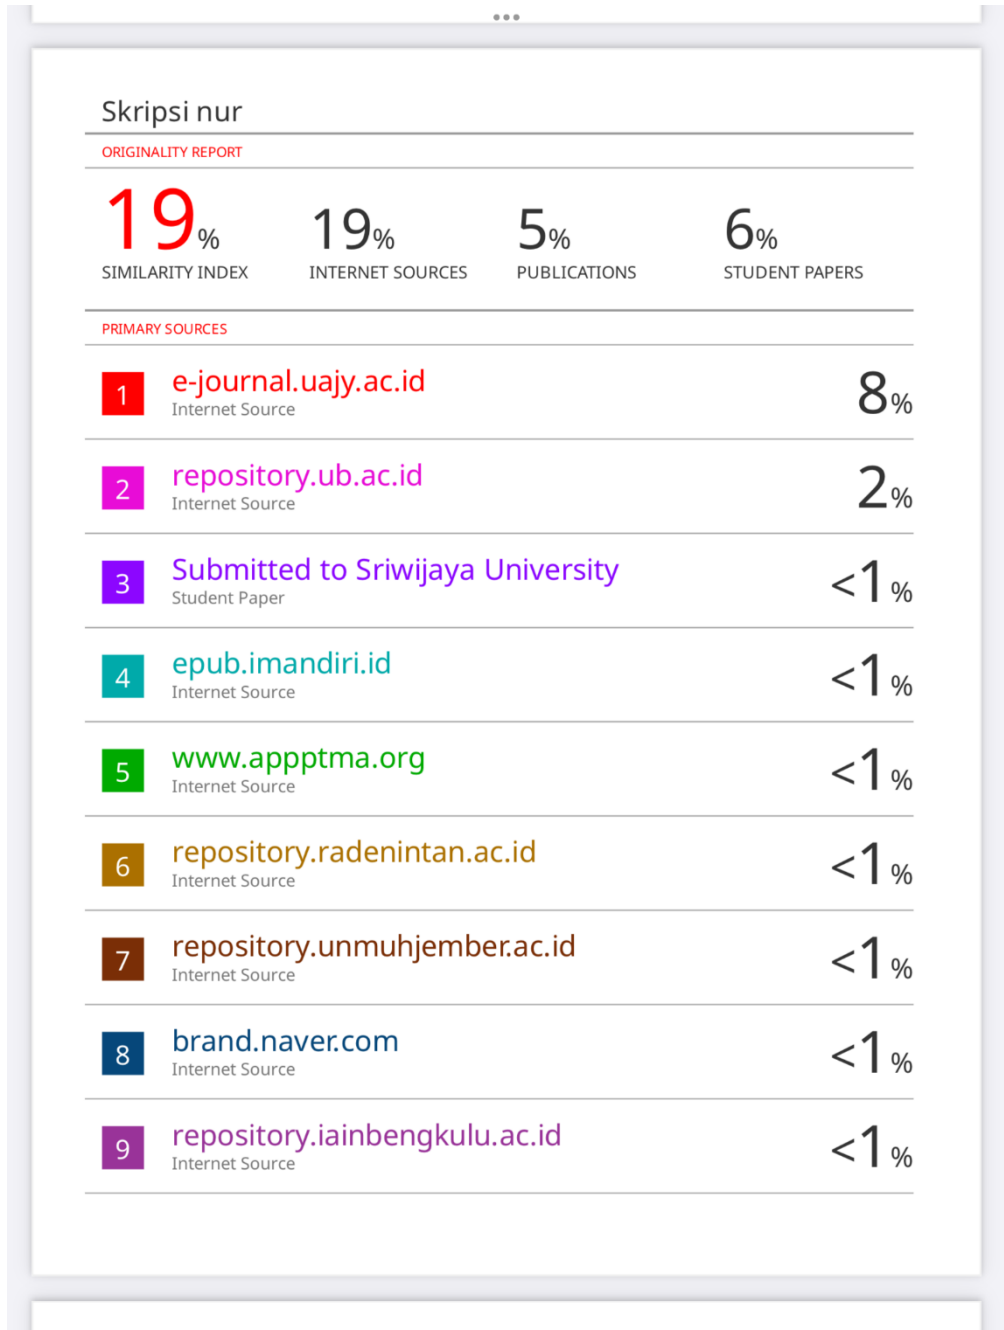 Skripsi nur
ORIGINALITY REPORT
19% 19% 5% 6%
SIMILARITY INDEX INTERNET SOURCES PUBLICATIONS STUDENT PAPERS
PRIMARY SOURCES
1 e-journal.uajy.ac.id 8%
Internet Source
2 repository.ub.ac.id 2%
Internet Source
3 Submitted to Sriwijaya University <1%
Student Paper
4 epub.imandiri.id <1%
Internet Source
5 www.appptma.org <1%
Internet Source
6 repository.radenintan.ac.id <1%
Internet Source
7 repository.unmuhjember.ac.id <1%
Internet Source
8 brand.naver.com <1%
Internet Source
9 repository.iainbengkulu.ac.id <1%
Internet Source